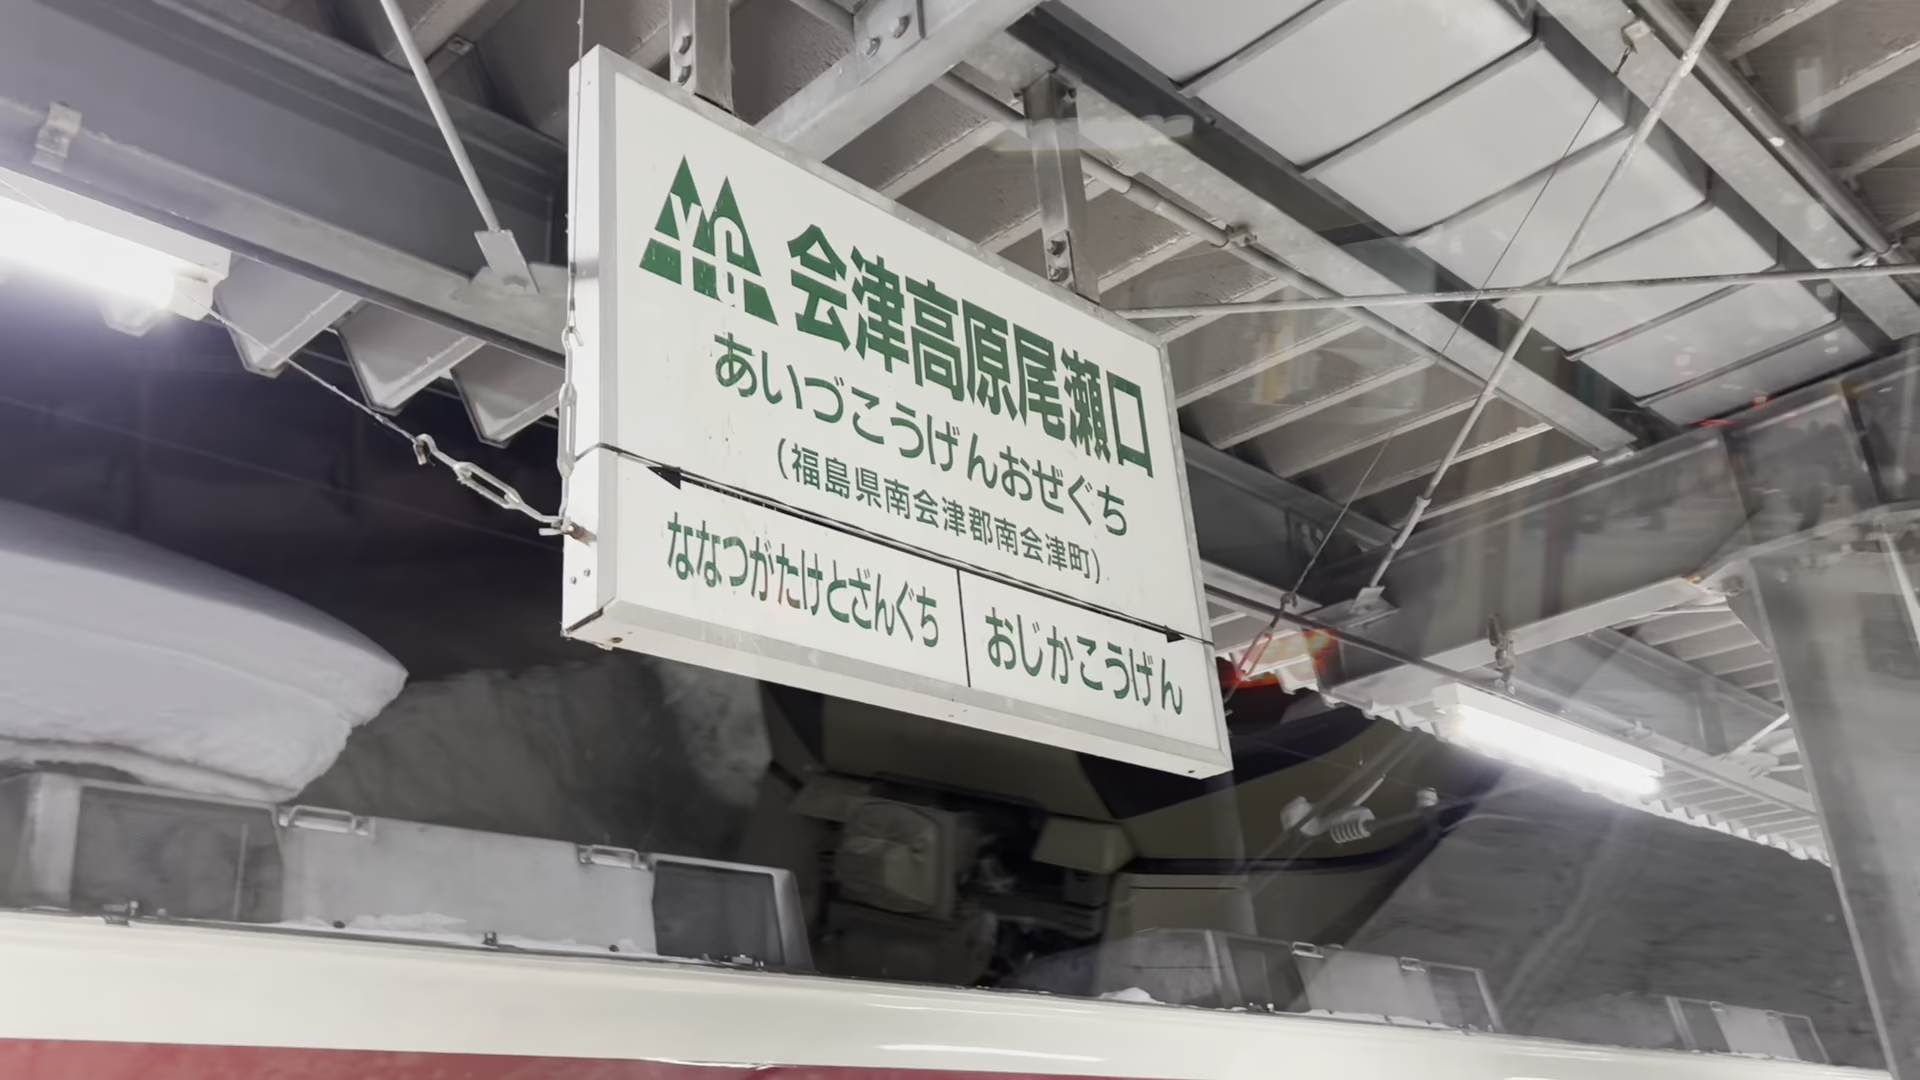 YG
会津高原尾瀬口
あいづこうげんおぜぐち
(福島県南会津郡南会津町)
ななつがたけとざんぐち
おじかこうげん